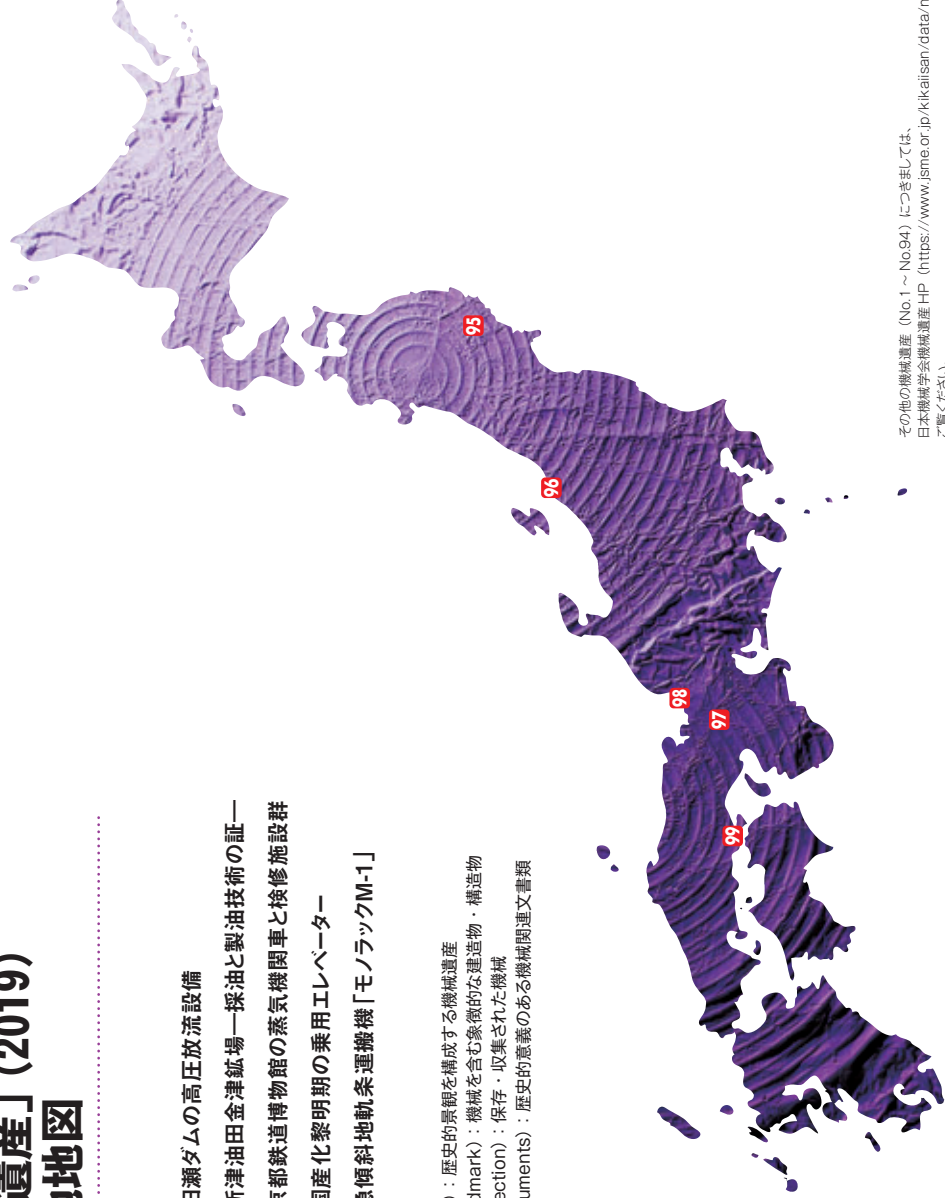 遺産」（2019）
地図
瀬ダムの高圧放流設備
新津油田金津鉱場―採油と製油技術の証―
京都鉄道博物館の蒸気機関車と検修施設群
国産化黎明期の乗用エレベーター
急傾斜地軌条運搬機「モノラックM-1」
）：歴史的景観を構成する機械遺産
dmark）：機械を含む象徴的な建造物・構造物
ection）：保存・収集された機械
uments）：歴史的意義のある機械関連文書類
95
96
98
97
99
その他の機械遺産（No.1～No.94）につきましては、
日本機械学会機械遺産 HP（https://www.jsme.or.jp/kikaiisan/data/n
ご覧ください。